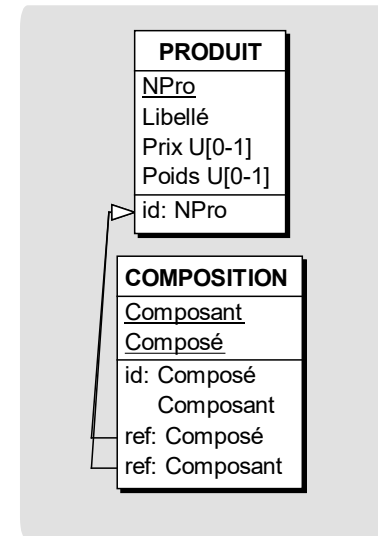 PRODUIT
NPro
Libellé
Prix U[0-1]
Poids U[0-1]
id: NPro
COMPOSITION
Composant
Composé
id: Composé
Composant
ref: Composé
ref: Composant